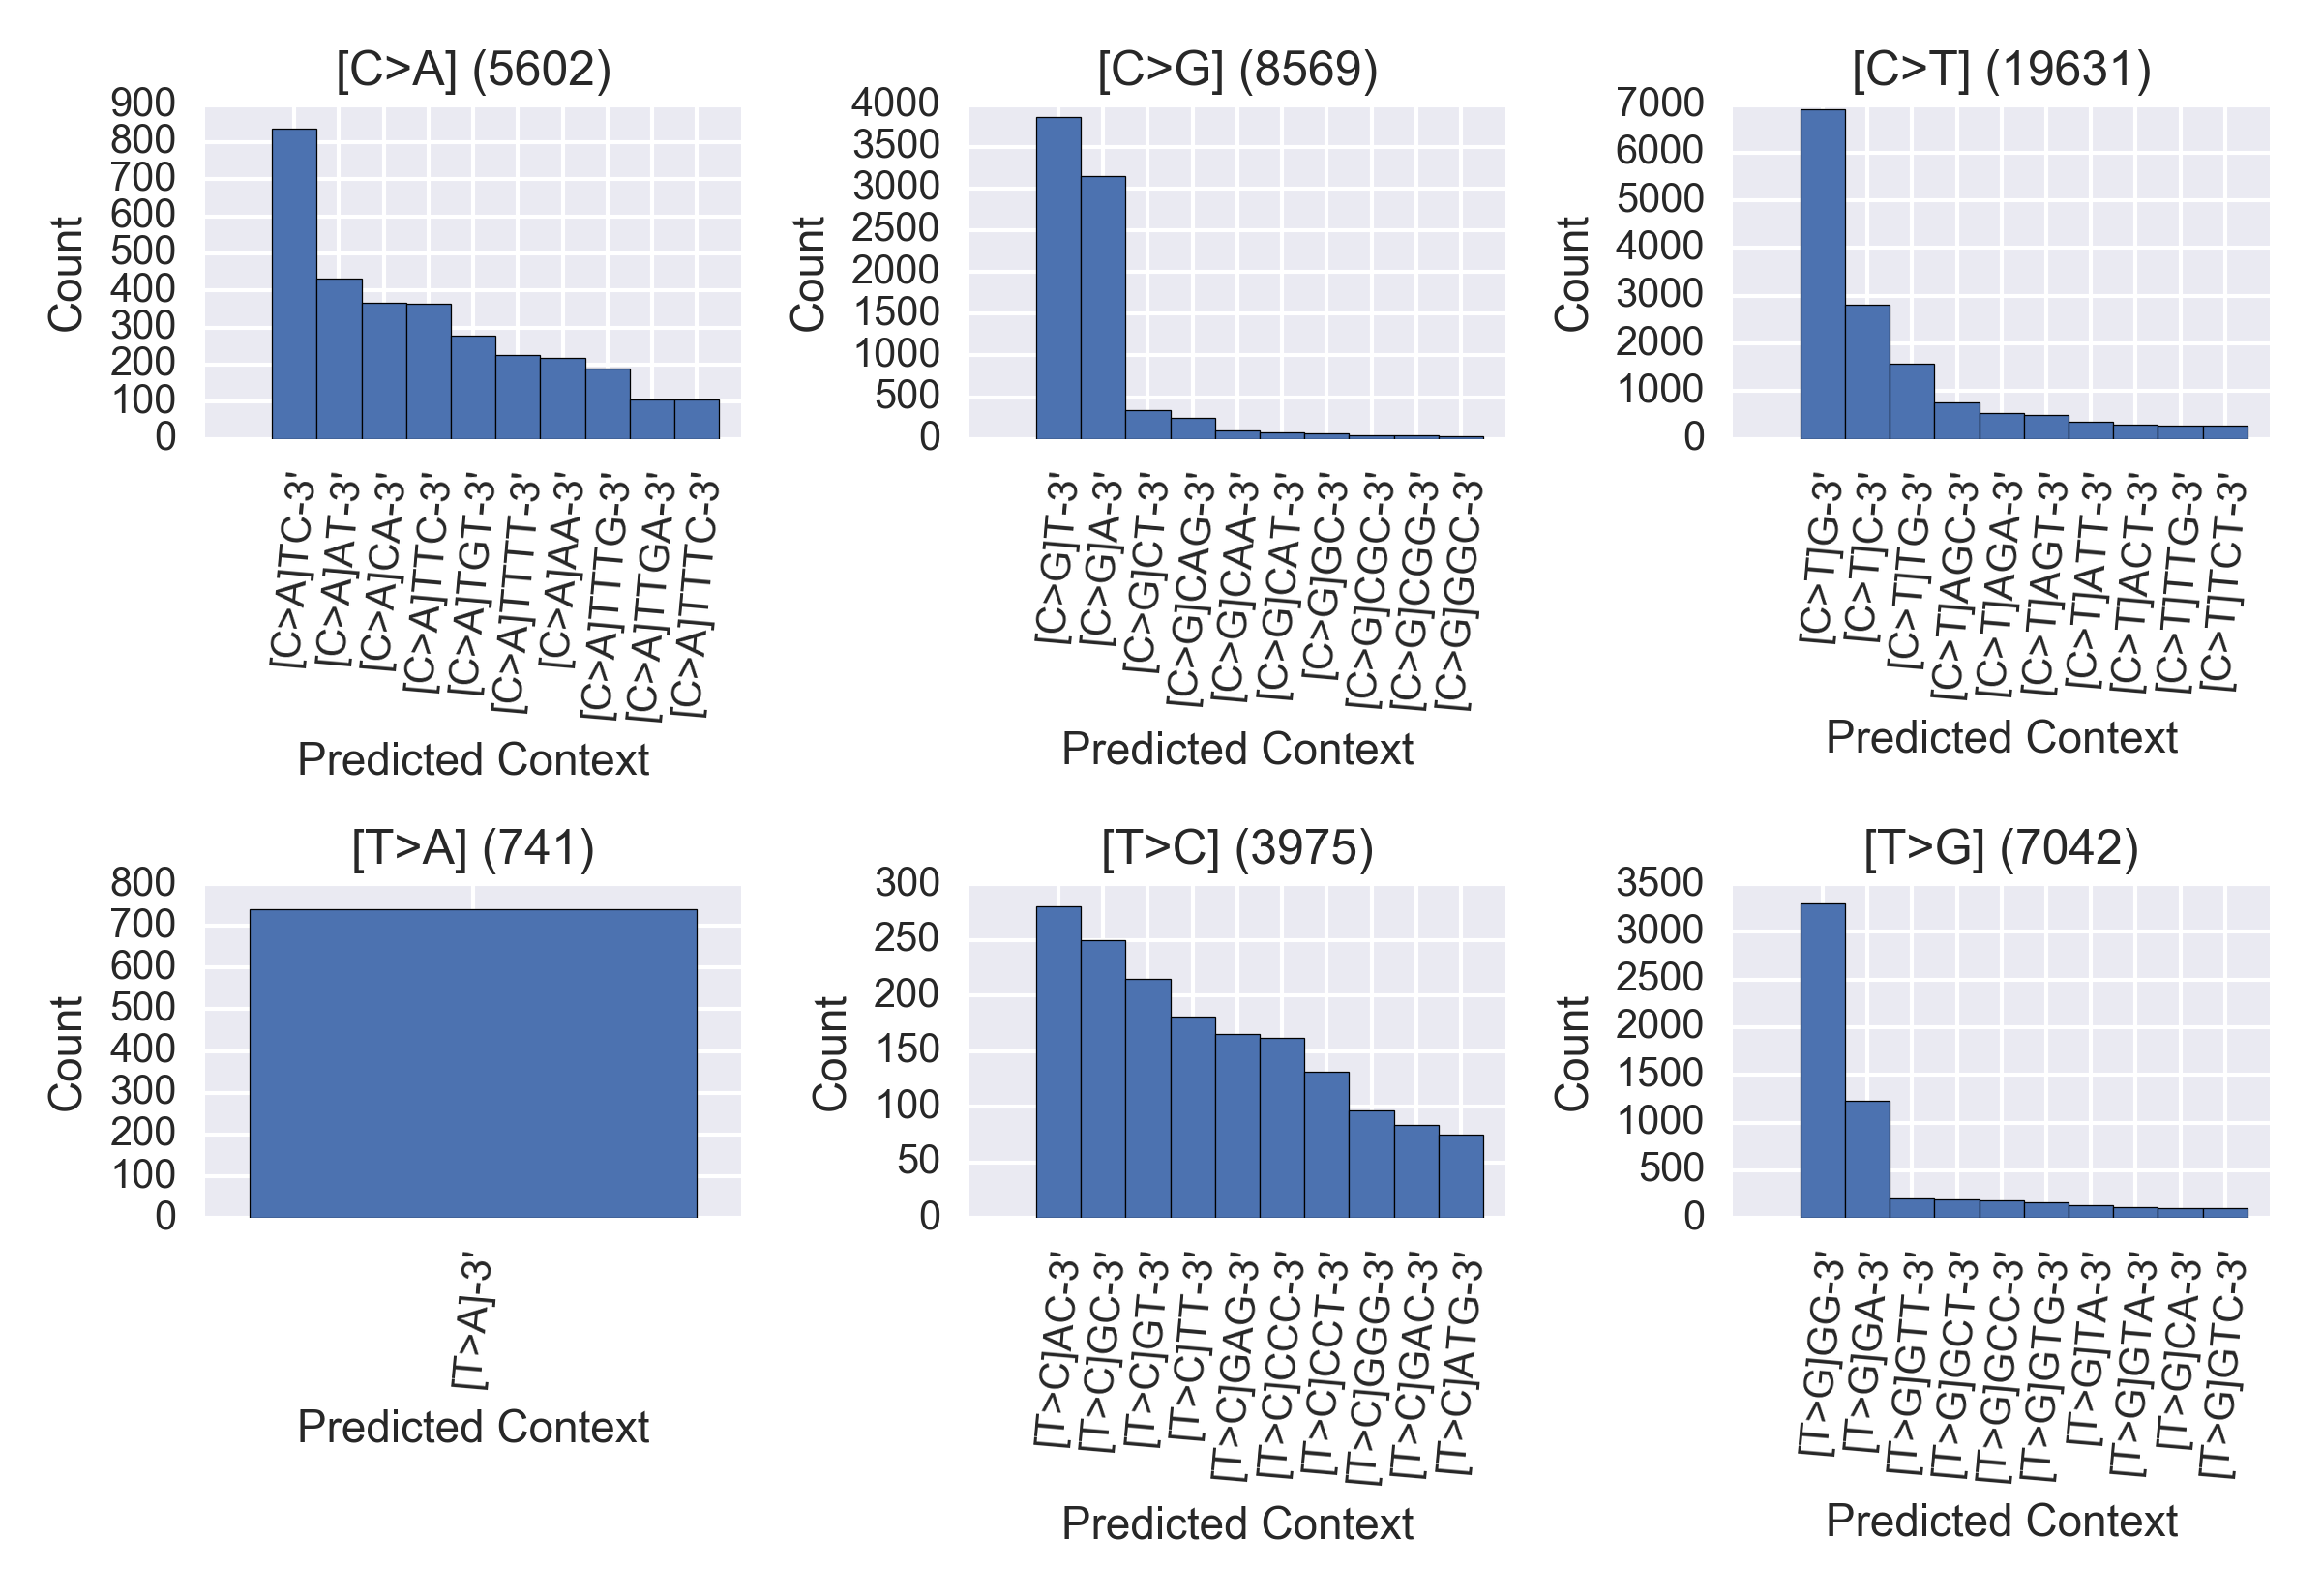 [C>A] (5602)
900
800
700
600
500
400
300
200
100
0
Count
[C>A]TC-3'
[C>A]AT-3'
[C>A]CA-3'
[C>A]TTC-3'
[C>A]TGT-3'
[C>A]TTTT-3'
[C>A]AA-3'
[C>A]TTTG-3'
[C>A]TTGA-3'
[C>A]TTTC-3'
Predicted Context
[C>G] (8569)
4000
3500
3000
2500
2000
1500
1000
500
0
Count
[C>G]T-3'
[C>G]A-3'
[C>G]CT-3'
[C>G]CAG-3'
[C>G]CAA-3'
[C>G]CAT-3'
[C>G]GC-3'
[C>G]CGC-3'
[C>G]CGG-3'
[C>G]GGC-3'
Predicted Context
[C>T] (19631)
7000
6000
5000
4000
3000
2000
1000
0
Count
[C>T]G-3'
[C>T]C-3'
[C>T]TG-3'
[C>T]AGC-3'
[C>T]AGA-3'
[C>T]AGT-3'
[C>T]ATT-3'
[C>T]ACT-3'
[C>T]TTG-3'
[C>T]TCT-3'
Predicted Context
[T>A] (741)
800
700
600
500
400
300
200
100
0
Count
[T>A]-3'
Predicted Context
[T>C] (3975)
300
250
200
150
100
50
0
Count
[T>C]AC-3'
[T>C]GC-3'
[T>C]GT-3'
[T>C]TT-3'
[T>C]GAG-3'
[T>C]CCC-3'
[T>C]CCT-3'
[T>C]GGG-3'
[T>C]GAC-3'
[T>C]ATG-3'
Predicted Context
[T>G] (7042)
3500
3000
2500
2000
1500
1000
500
0
Count
[T>G]GG-3'
[T>G]GA-3'
[T>G]GTT-3'
[T>G]GCT-3'
[T>G]GCC-3'
[T>G]GTG-3'
[T>G]TA-3'
[T>G]GTA-3'
[T>G]CA-3'
[T>G]GTC-3'
Predicted Context